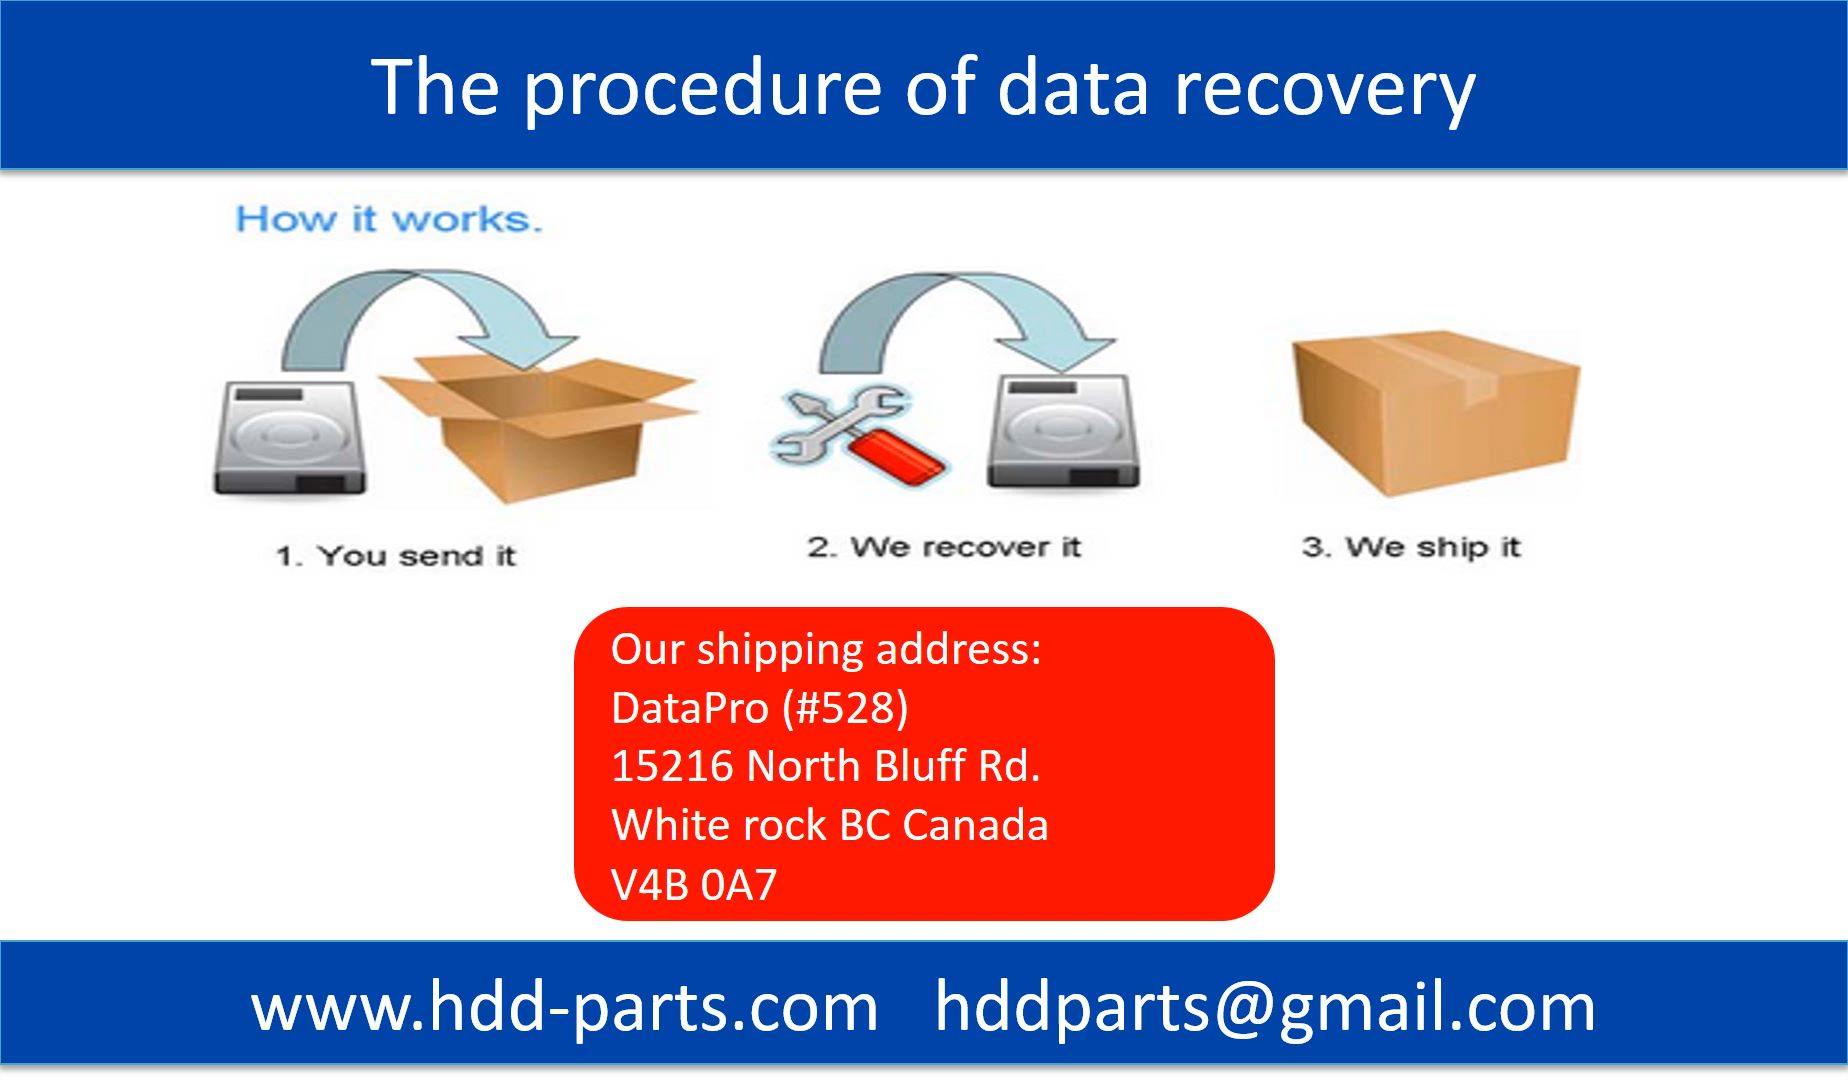 The procedure of data recovery
How it works.
1. You send it
2. We recover it
3. We ship it
Our shipping address:
DataPro (#528)
15216 North Bluff Rd.
White rock BC Canada
V4B 0A7
www.hdd-parts.com hddparts@gmail.com